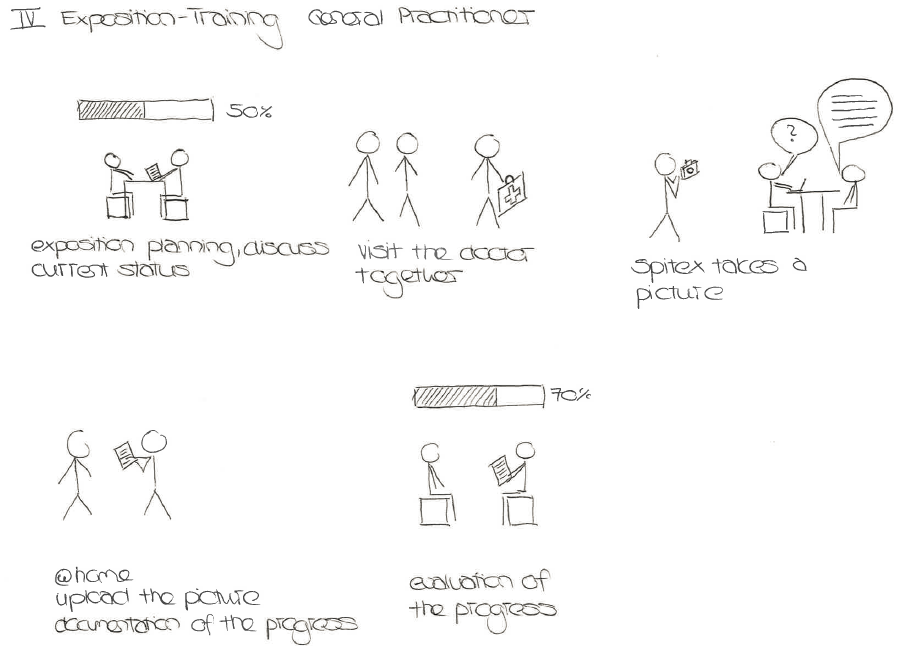 IV Exposition-Training General Practitioner
50%
exposition planning, discuss
current status
visit the doctor
together
?
Spitex takes a
picture
@home
upload the picture
documentation of the progress
70%
evaluation of
the progress